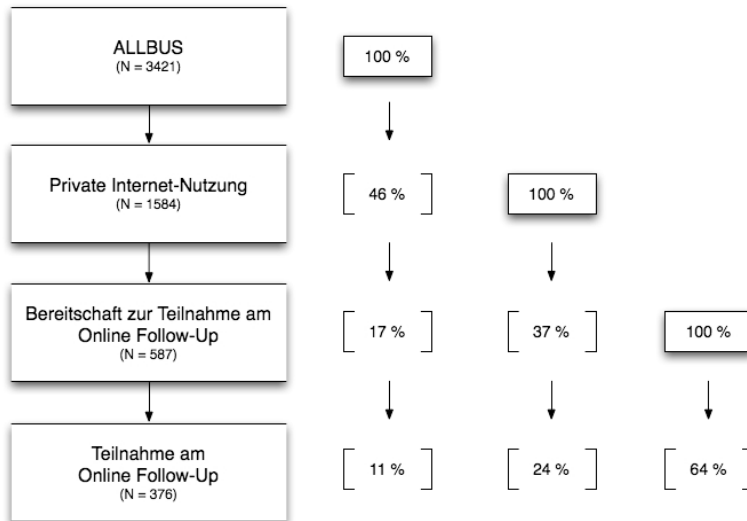 ALLBUS
(N = 3421)
100 %
Private Internet-Nutzung
(N = 1584)
46 %
100 %
Bereitschaft zur Teilnahme am
Online Follow-Up
(N = 587)
17 %
37 %
100 %
Teilnahme am
Online Follow-Up
(N = 376)
11 %
24 %
64 %